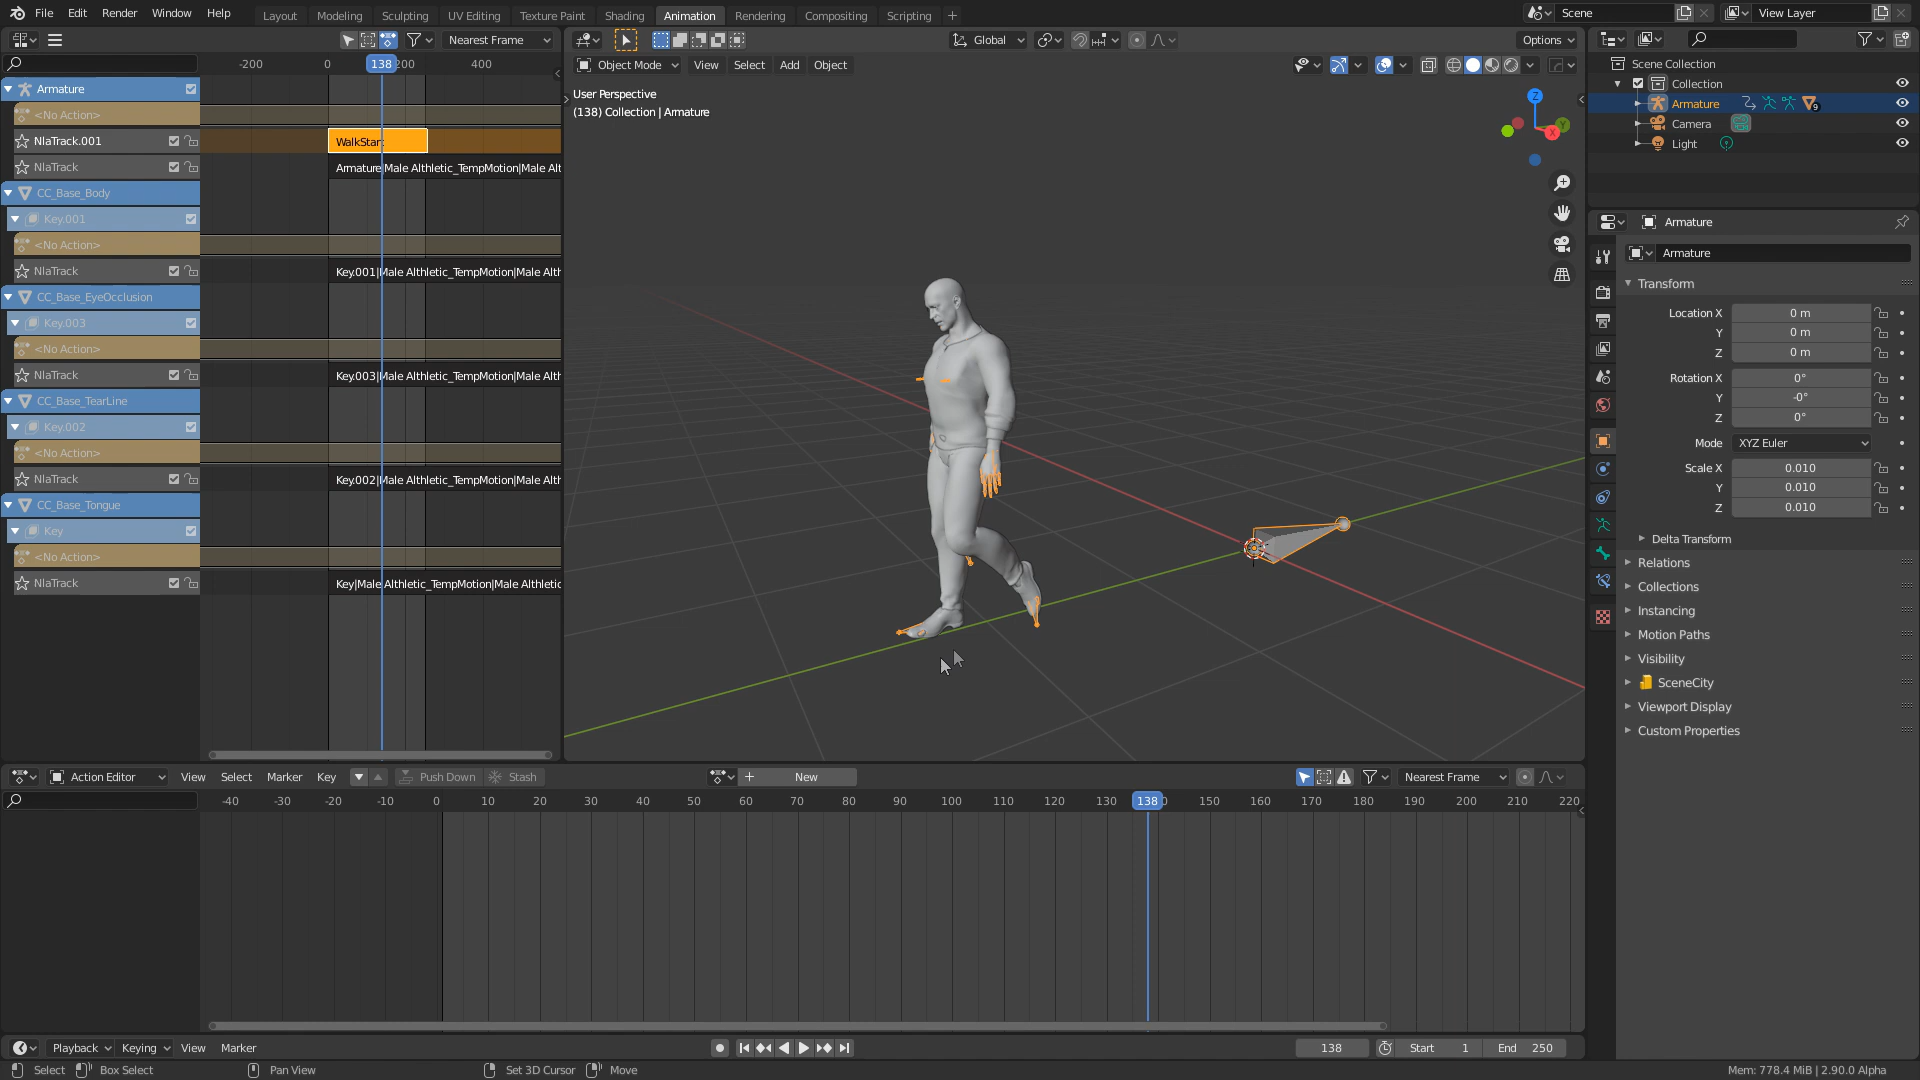 File Edit Render Window Help Layout Modeling Sculpting UV Editing Texture Paint Shading Animation Rendering Compositing Scripting + Scene View Layer
Nearest Frame Global Options
-200 0 138 200 400
Object Mode View Select Add Object
User Perspective
(138) Collection | Armature
Armature
<No Action>
NlaTrack.001
WalkStart
NlaTrack
Armature|Male Althletic_TempMotion|Male Alt
CC_Base_Body
Key.001
<No Action>
NlaTrack
Key.001|Male Althletic_TempMotion|Male Alth
CC_Base_EyeOcclusion
Key.003
<No Action>
NlaTrack
Key.003|Male Althletic_TempMotion|Male Alth
CC_Base_TearLine
Key.002
<No Action>
NlaTrack
Key.002|Male Althletic_TempMotion|Male Alth
CC_Base_Tongue
Key
<No Action>
NlaTrack
Key|Male Althletic_TempMotion|Male Althletic
Z
Y
X
Scene Collection
Collection
Armature 9
Camera
Light
Armature
Armature
Transform
Location X 0 m
Y 0 m
Z 0 m
Rotation X 0°
Y -0°
Z 0°
Mode XYZ Euler
Scale X 0.010
Y 0.010
Z 0.010
Delta Transform
Relations
Collections
Instancing
Motion Paths
Visibility
SceneCity
Viewport Display
Custom Properties
Action Editor View Select Marker Key Push Down Stash + New Nearest Frame
-40 -30 -20 -10 0 10 20 30 40 50 60 70 80 90 100 110 120 130 138 150 160 170 180 190 200 210 220
Playback Keying View Marker 138 Start 1 End 250
Select Box Select Pan View Set 3D Cursor Move Mem: 778.4 MiB | 2.90.0 Alpha